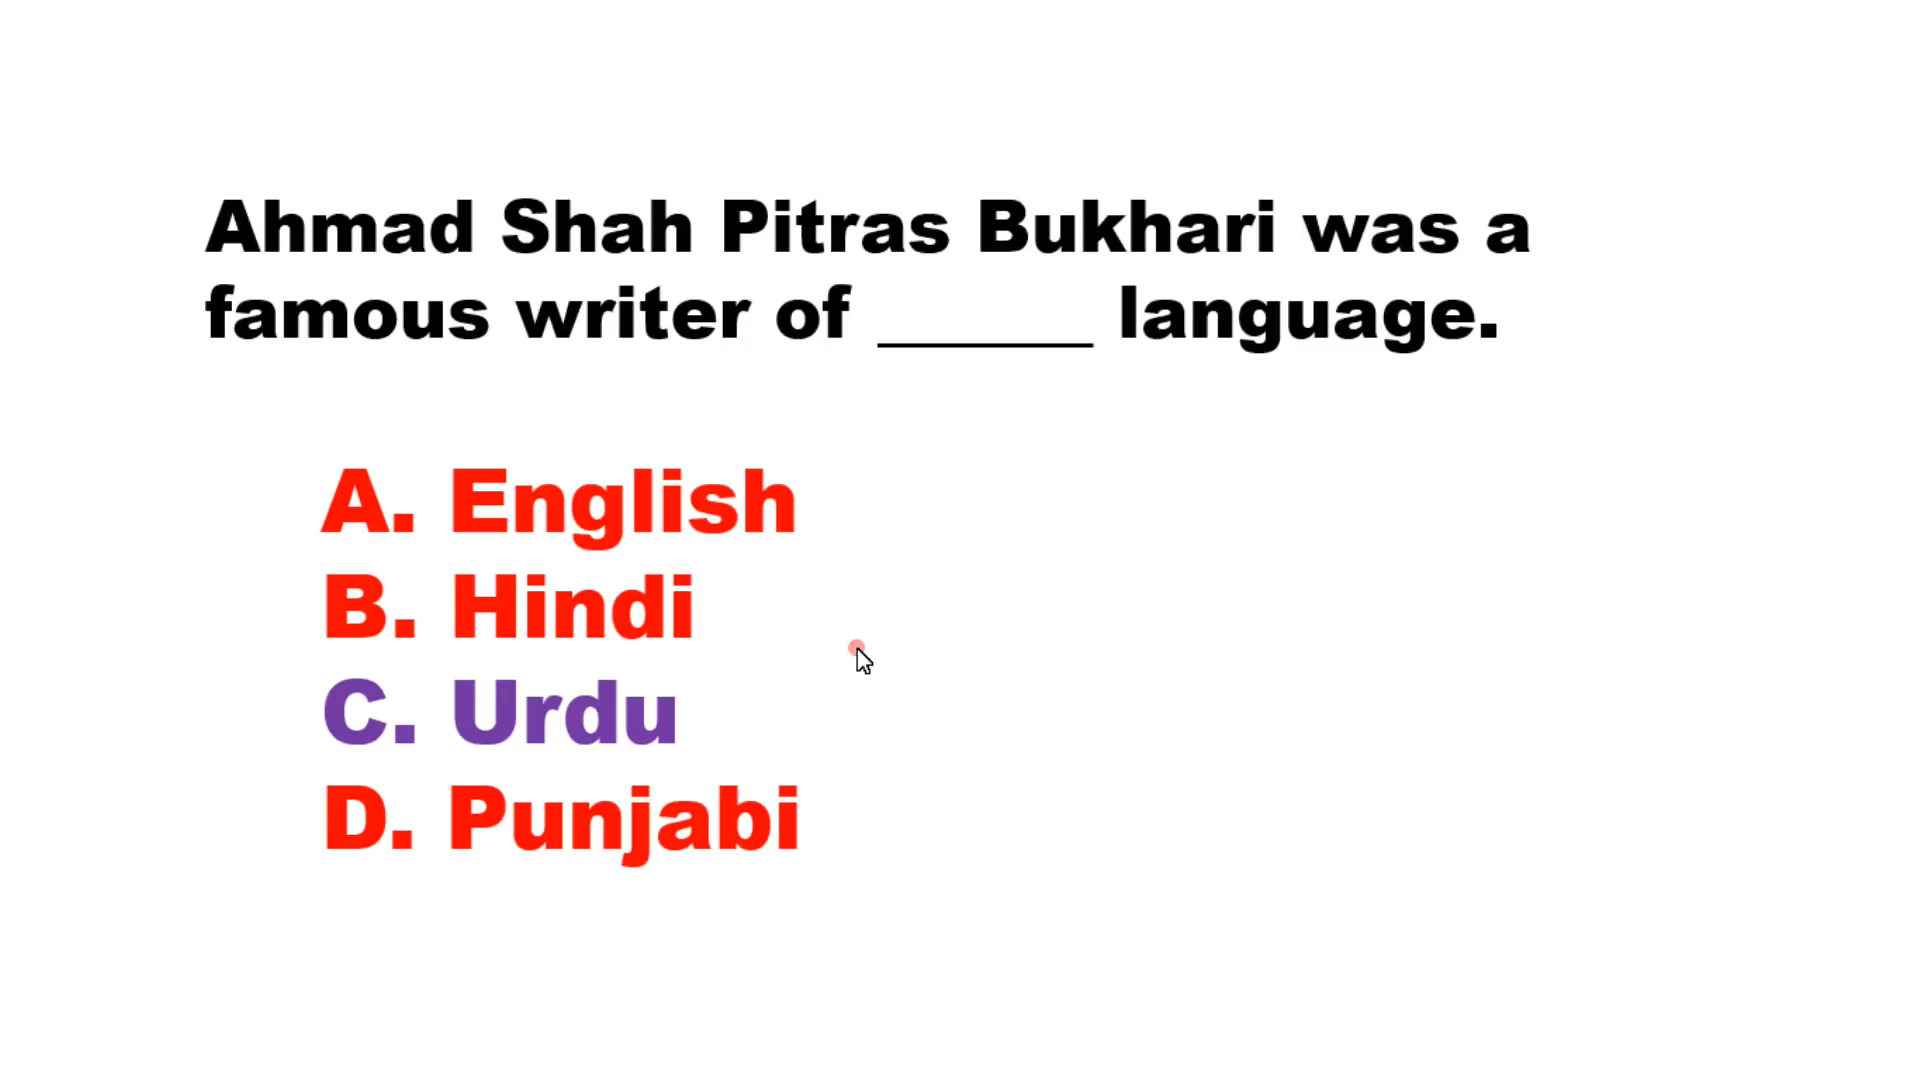 Ahmad Shah Pitras Bukhari was a
famous writer of ______ language.
A. English
B. Hindi
C. Urdu
D. Punjabi